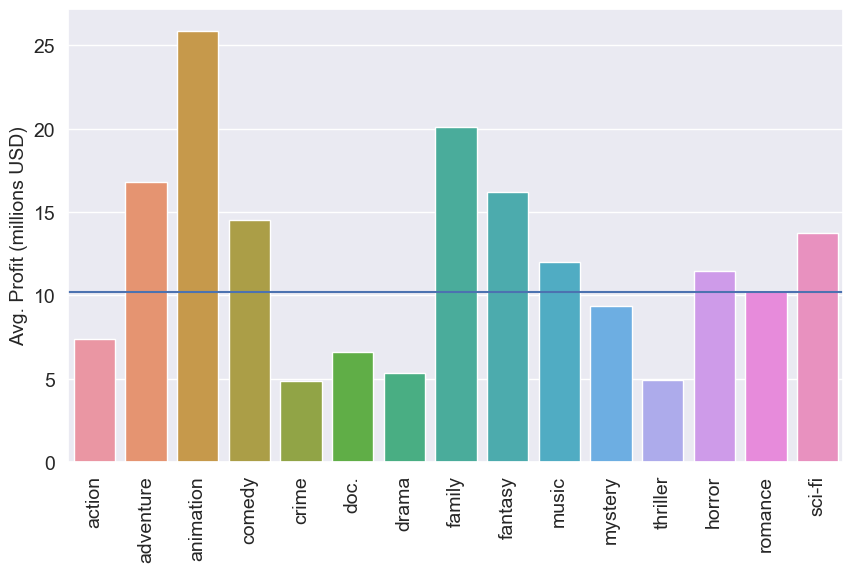 Avg. Profit (millions USD)
25
20
15
10
5
0
action
adventure
animation
comedy
crime
doc.
drama
family
fantasy
music
mystery
thriller
horror
romance
sci-fi